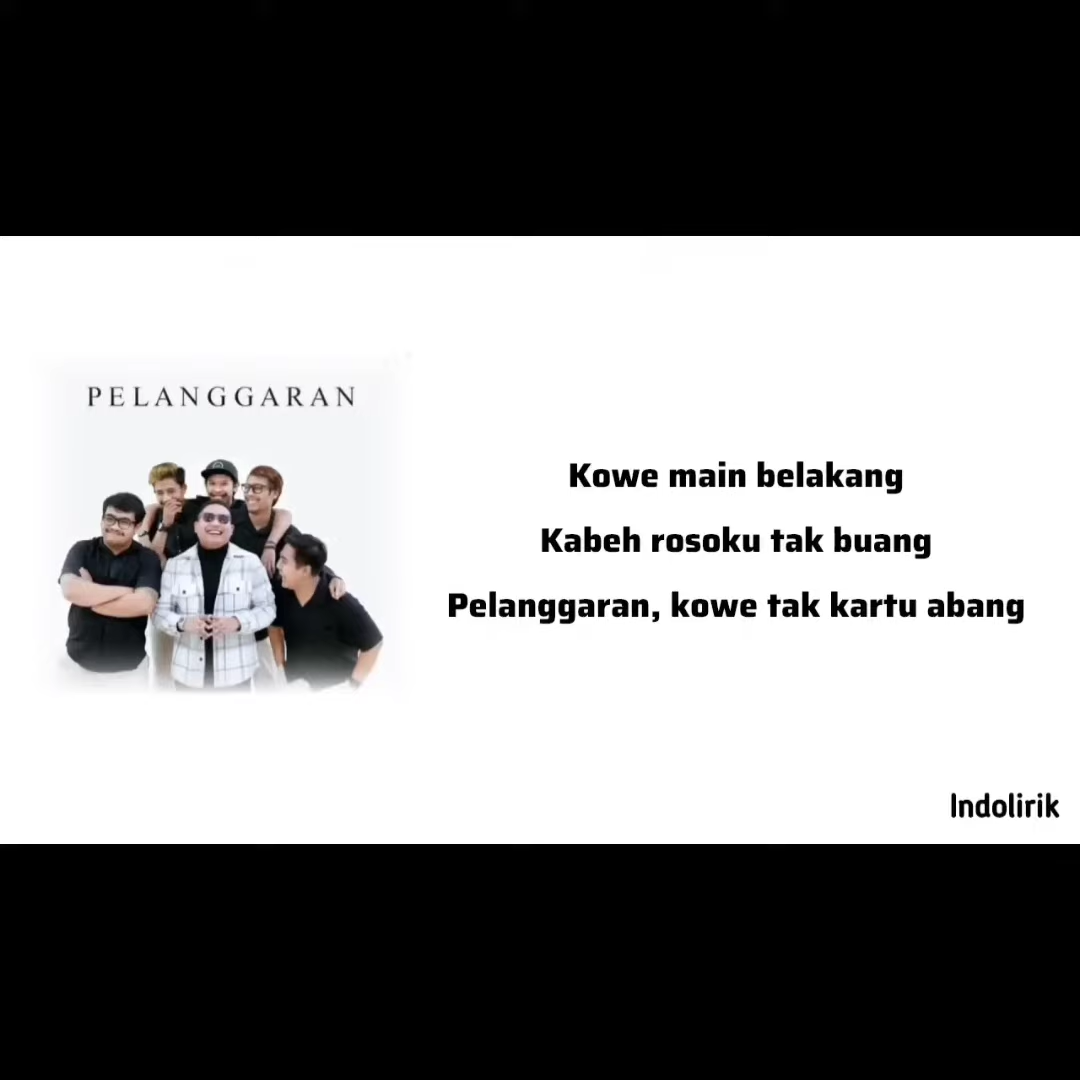 PELANGGARAN
Kowe main belakang
Kabeh rosoku tak buang
Pelanggaran, kowe tak kartu abang
Indolirik